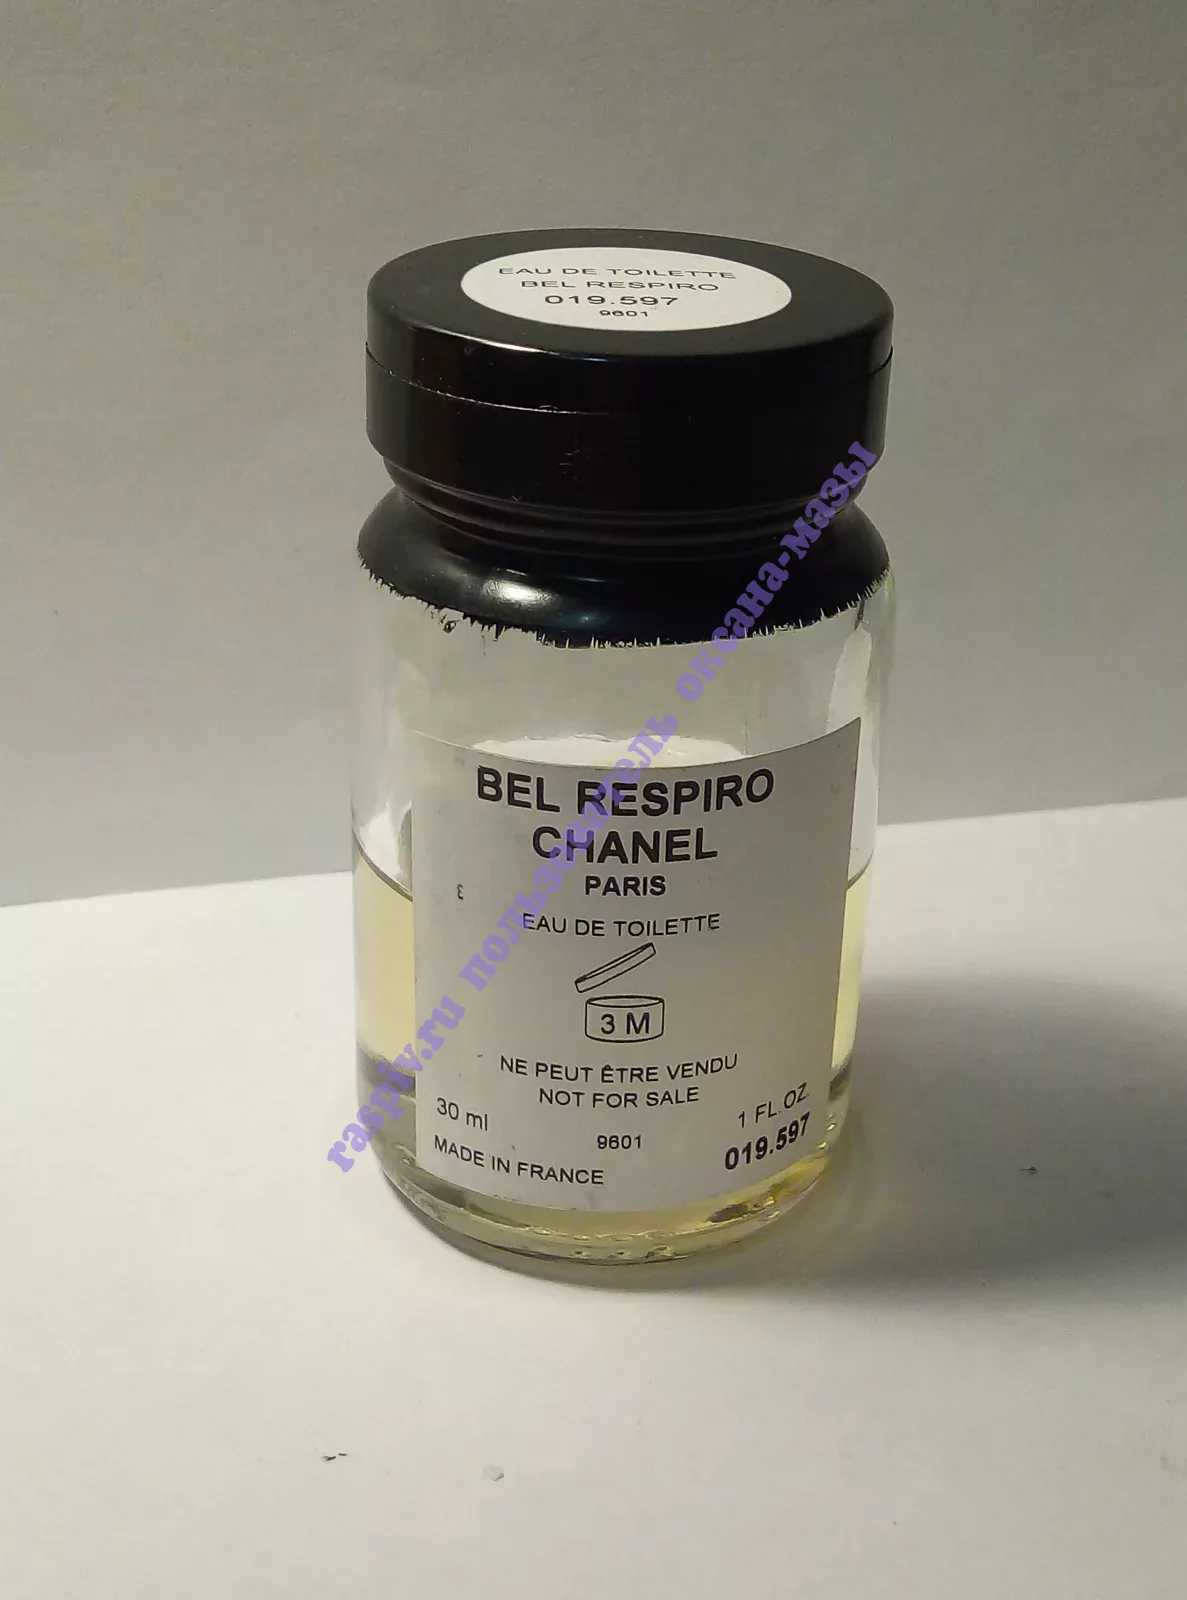 EAU DE TOILETTE
BEL RESPIRO
019.597
9601
BEL RESPIRO
CHANEL
PARIS
EAU DE TOILETTE
3 M
NE PEUT ÊTRE VENDU
NOT FOR SALE
30 ml
1 FL.OZ.
9601
019.597
MADE IN FRANCE
raspiv.ru пользователь оксана-мазы